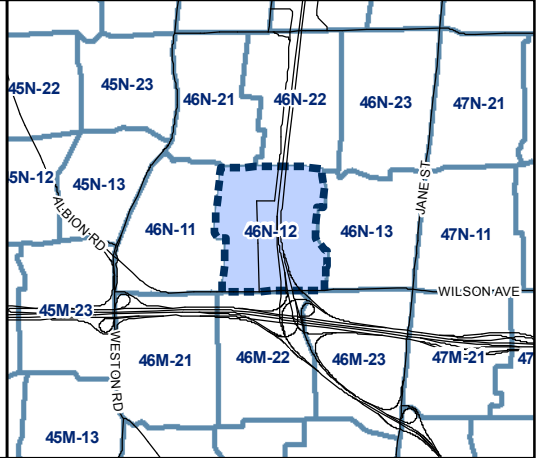 45N-22
45N-23
46N-21
46N-22
46N-23
47N-21
5N-12
45N-13
ALBION RD
46N-11
46N-12
46N-13
JANE ST
47N-11
WILSON AVE
45M-23
WESTON RD
46M-21
46M-22
46M-23
47M-21
47
45M-13